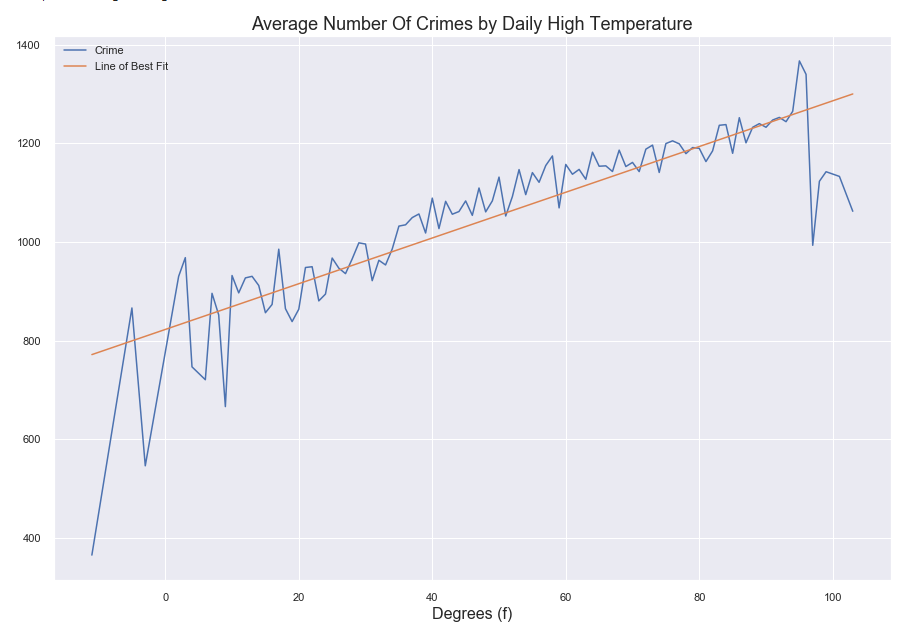 Average Number Of Crimes by Daily High Temperature
Crime
Line of Best Fit
1400
1200
1000
800
600
400
0 20 40 60 80 100
Degrees (f)